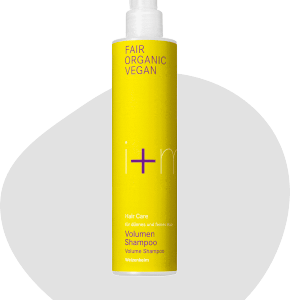 FAIR
ORGANIC
VEGAN
i+m
Hair Care
Volumen
Shampoo
Volume Shampoo